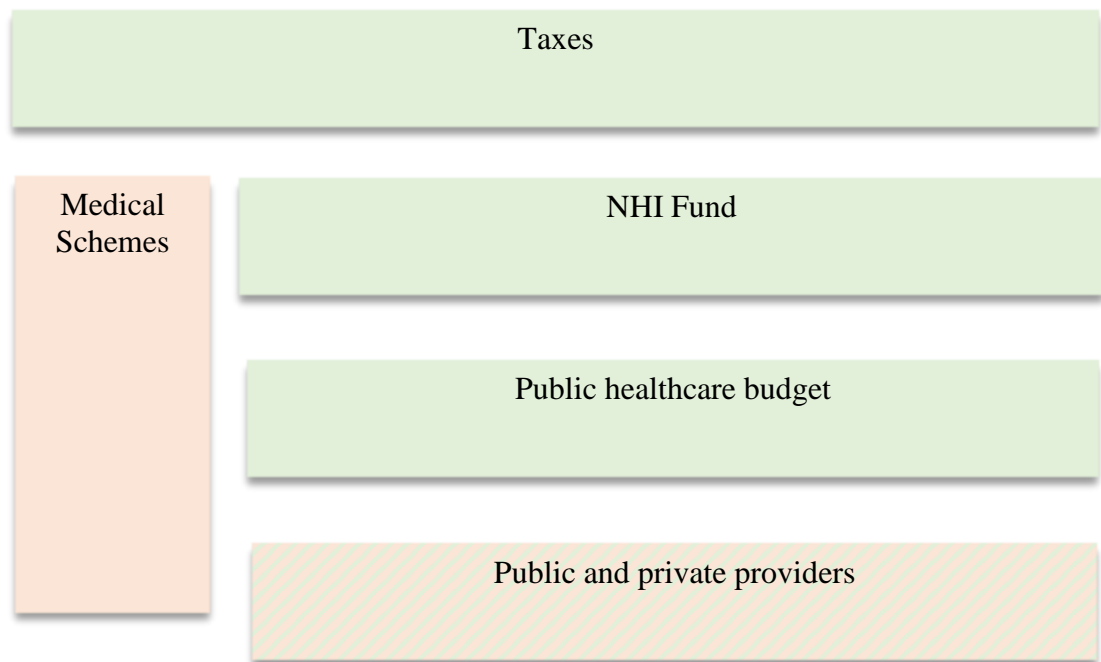 Taxes
Medical
Schemes
NHI Fund
Public healthcare budget
Public and private providers